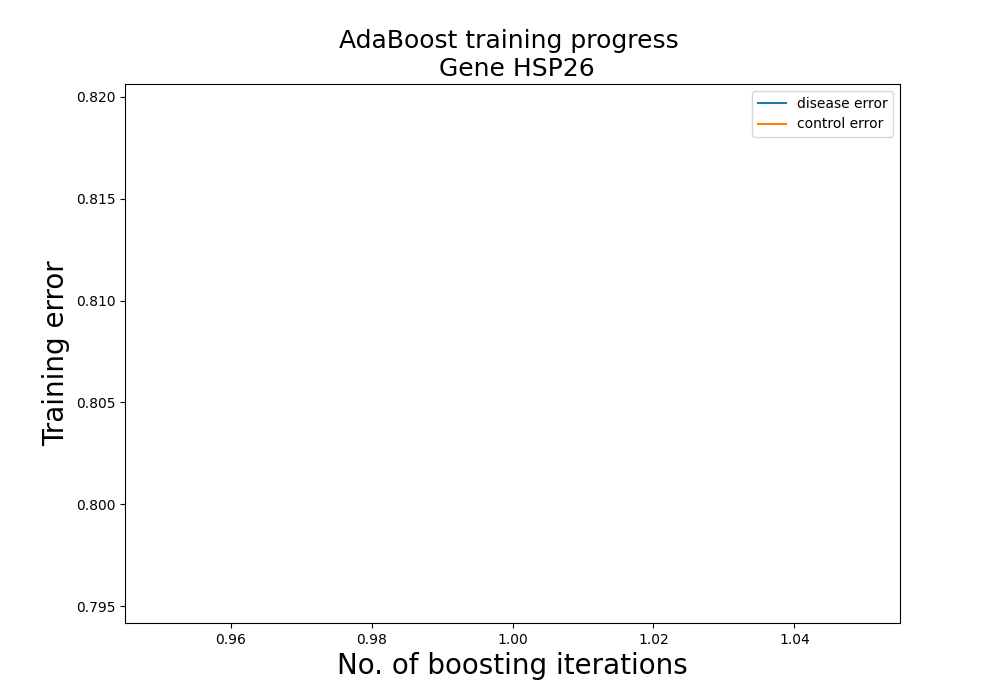 AdaBoost training progress
Gene HSP26
disease error
control error
0.820
0.815
0.810
0.805
0.800
0.795
Training error
0.96 0.98 1.00 1.02 1.04
No. of boosting iterations